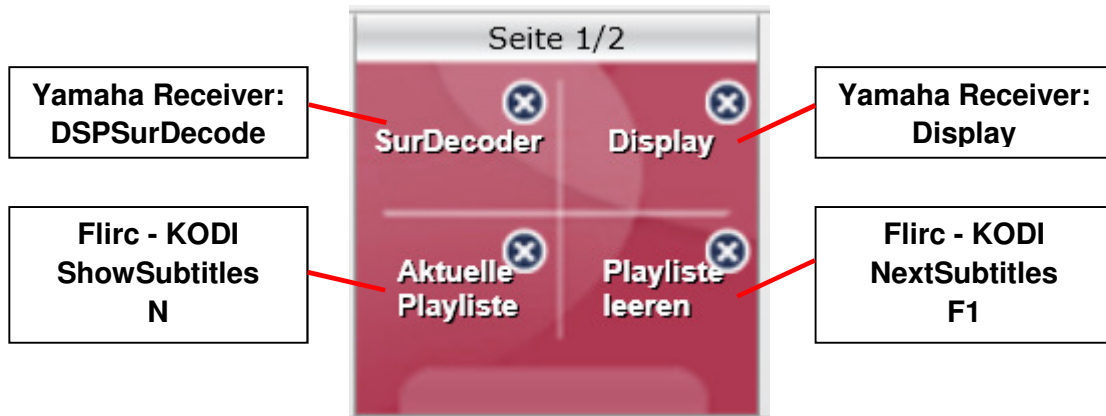 Seite 1/2
Yamaha Receiver:
DSPSurDecode
SurDecoder
Display
Yamaha Receiver:
Display
Flirc - KODI
ShowSubtitles
N
Aktuelle
Playliste
Playliste
leeren
Flirc - KODI
NextSubtitles
F1